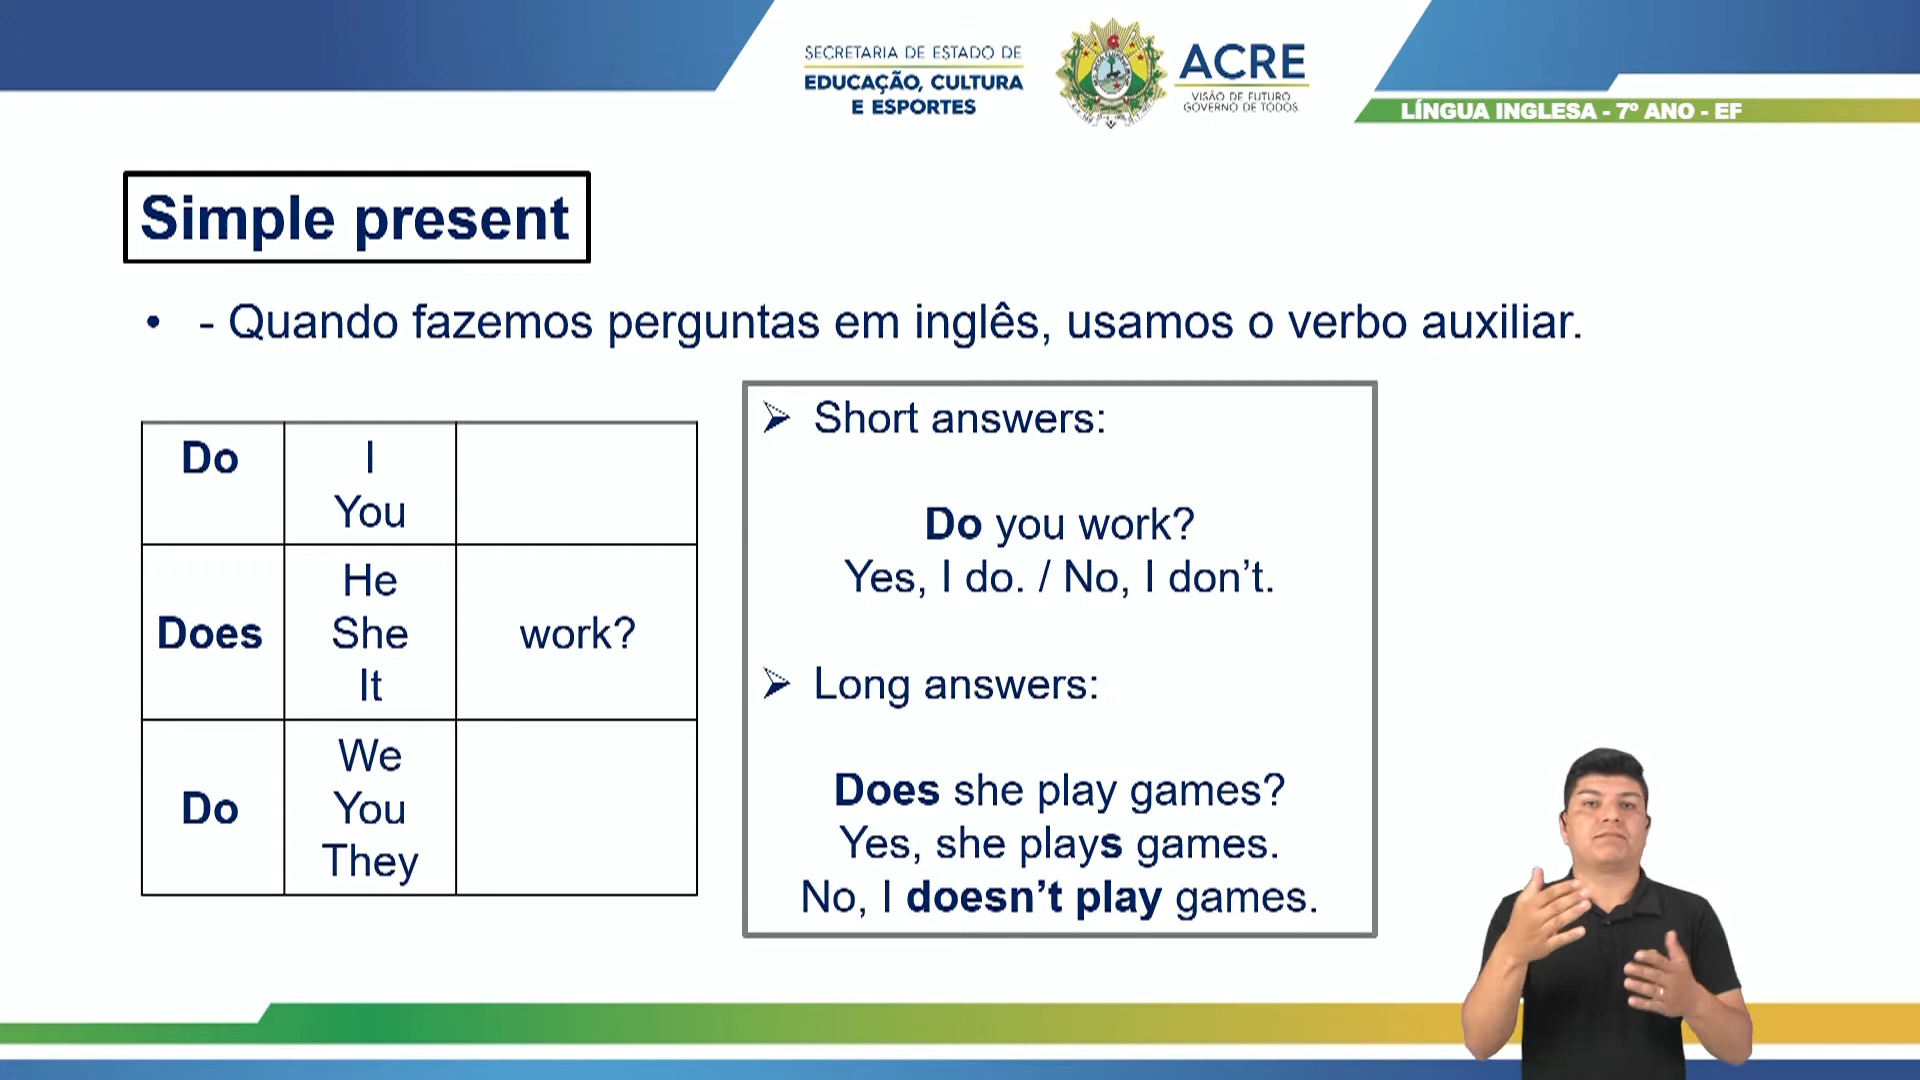 SECRETARIA DE ESTADO DE
EDUCAÇÃO, CULTURA
E ESPORTES
ACRE
VISÃO DE FUTURO
GOVERNO DE TODOS
LÍNGUA INGLESA - 7º ANO - EF
Simple present
• - Quando fazemos perguntas em inglês, usamos o verbo auxiliar.
Do
I
You
Does
He
She
It
work?
Do
We
You
They
➢ Short answers:
Do you work?
Yes, I do. / No, I don’t.
➢ Long answers:
Does she play games?
Yes, she plays games.
No, I doesn’t play games.